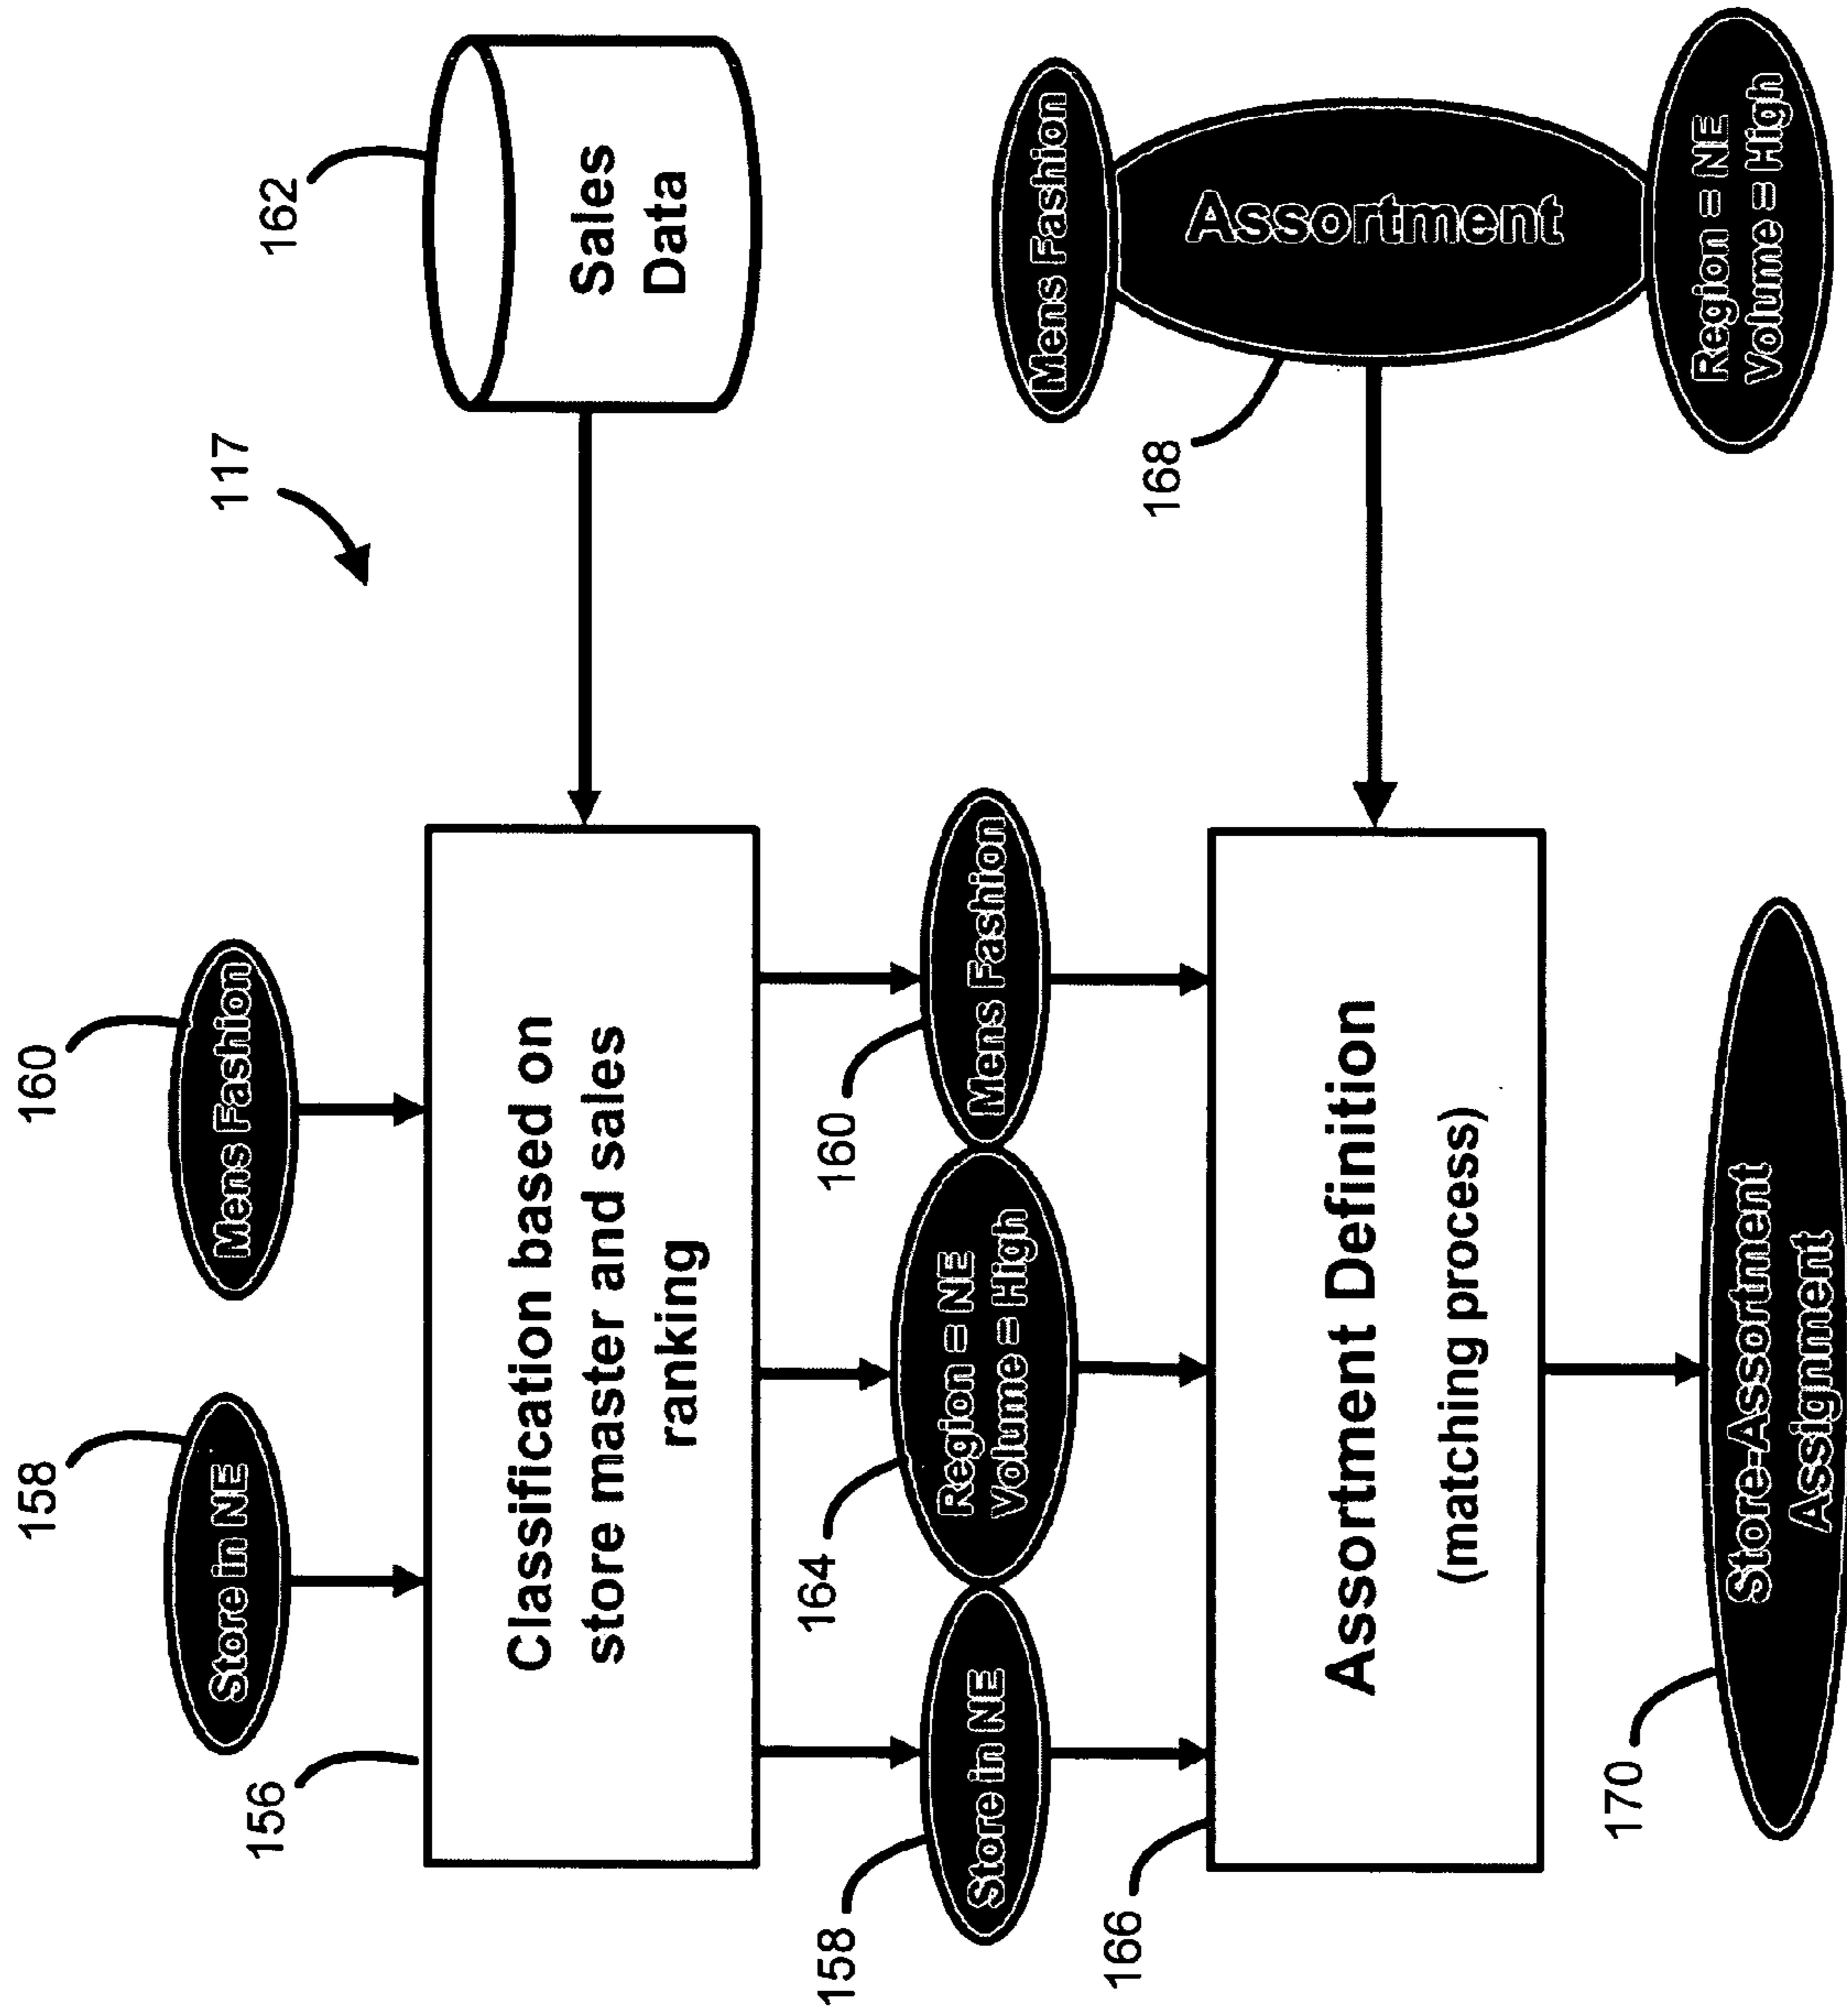 158
160
Store in NE
Mens Fashion
117
162
156
Classification based on
store master and sales
ranking
Sales
Data
158
164
160
Store in NE
Region = NE
Volume = High
Mens Fashion
Mens Fashion
168
Assortment
Region = NE
Volume = High
166
Assortment Definition
(matching process)
170
Store-Assortment
Assignment